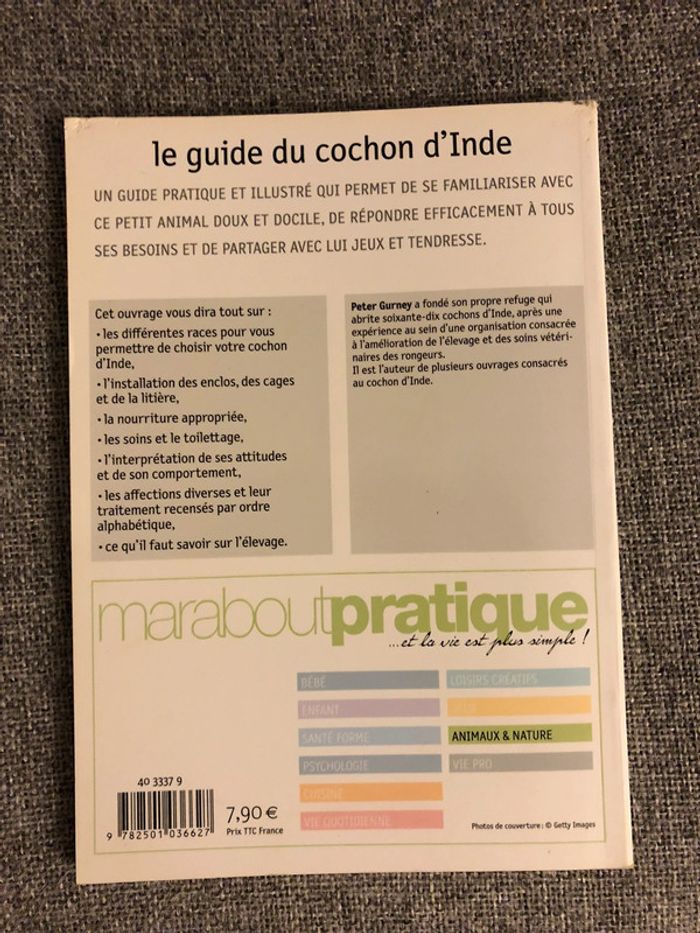 le guide du cochon d'Inde
UN GUIDE PRATIQUE ET ILLUSTRÉ QUI PERMET DE SE FAMILIARISER AVEC
CE PETIT ANIMAL DOUX ET DOCILE, DE RÉPONDRE EFFICACEMENT À TOUS
SES BESOINS ET DE PARTAGER AVEC LUI JEUX ET TENDRESSE.
Cet ouvrage vous dira tout sur :
• les différentes races pour vous
permettre de choisir votre cochon
d'Inde,
• l'installation des enclos, des cages
et de la litière,
• la nourriture appropriée,
• les soins et le toilettage,
• l'interprétation de ses attitudes
et de son comportement,
• les affections diverses et leur
traitement recensés par ordre
alphabétique,
• ce qu'il faut savoir sur l'élevage.
Peter Gurney a fondé son propre refuge qui
abrite soixante-dix cochons d'Inde, après une
expérience au sein d'une organisation consacrée
à l'amélioration de l'élevage et des soins vétéri-
naires des rongeurs.
Il est l'auteur de plusieurs ouvrages consacrés
au cochon d'Inde.
maraboutpratique
...et la vie est plus simple !
BÉBÉ
ENFANT
SANTÉ FORME
PSYCHOLOGIE
CUISINE
VIE QUOTIDIENNE
LOISIRS CRÉATIFS
ANIMAUX & NATURE
VIE PRO
40 3337 9
9 782501 036627
7,90 €
Prix TTC France
Photos de couverture : © Getty Images